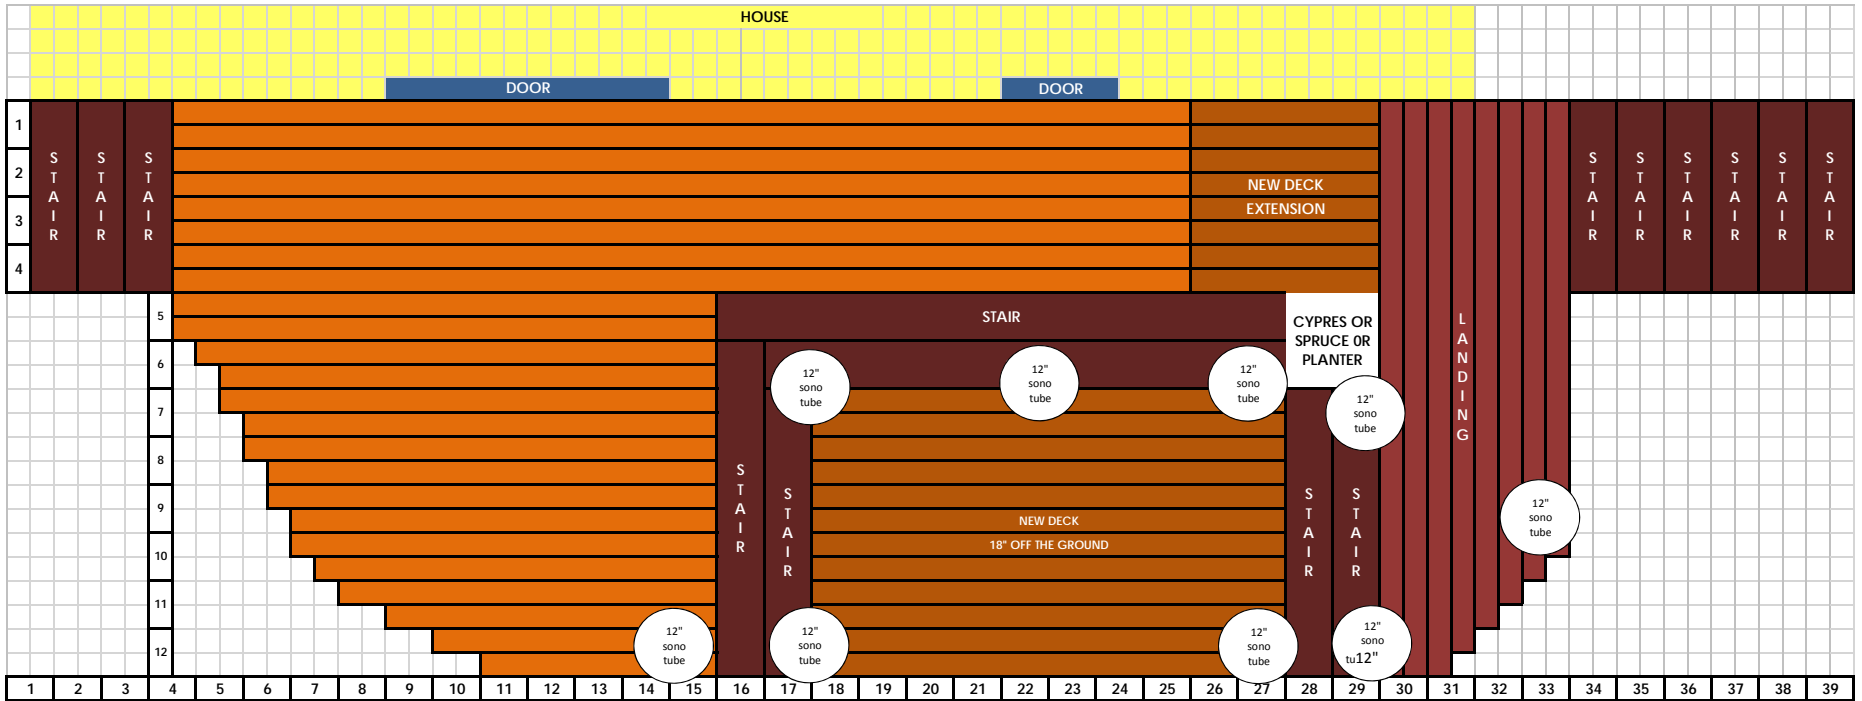 HOUSE
DOOR
DOOR
1
2
3
4
5
6
7
8
9
10
11
12
STAIR
STAIR
STAIR
NEW DECK
EXTENSION
STAIR
STAIR
STAIR
STAIR
STAIR
STAIR
STAIR
CYPRES OR
SPRUCE 0R
PLANTER
LANDING
12"
sono
tube
12"
sono
tube
12"
sono
tube
12"
sono
tube
STAIR
STAIR
NEW DECK
18" OFF THE GROUND
STAIR
STAIR
12"
sono
tube
12"
sono
tube
12"
sono
tube
12"
sono
tube
12"
sono
tu12"
1 2 3 4 5 6 7 8 9 10 11 12 13 14 15 16 17 18 19 20 21 22 23 24 25 26 27 28 29 30 31 32 33 34 35 36 37 38 39